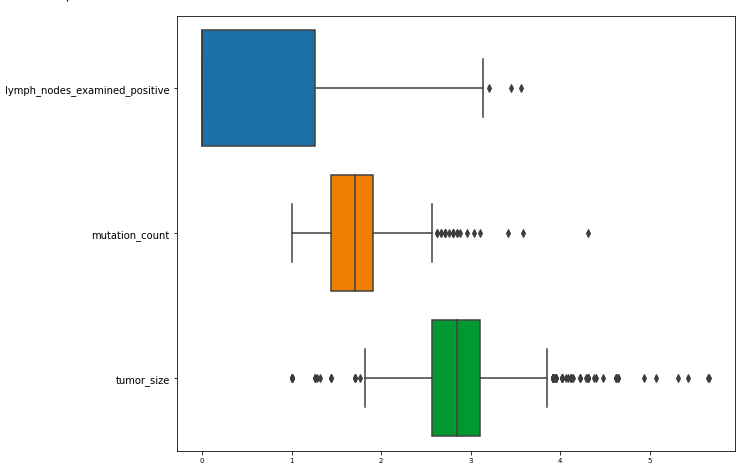 lymph_nodes_examined_positive
mutation_count
tumor_size
0 1 2 3 4 5